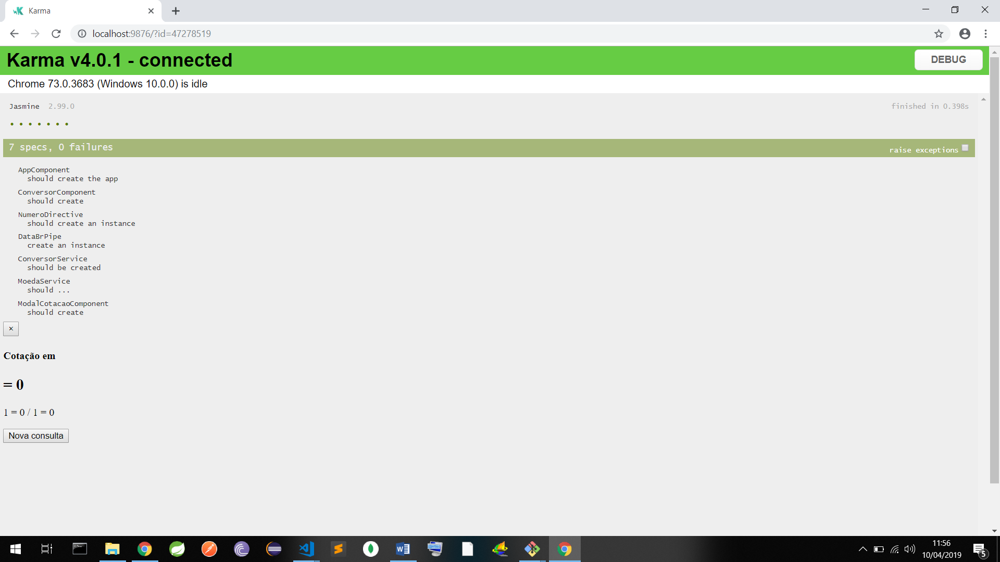 Karma
localhost:9876/?id=47278519
Karma v4.0.1 - connected
DEBUG
Chrome 73.0.3683 (Windows 10.0.0) is idle
Jasmine 2.99.0
finished in 0.398s
7 specs, 0 failures
raise exceptions
AppComponent
should create the app
ConversorComponent
should create
NumeroDirective
should create an instance
DataBrPipe
create an instance
ConversorService
should be created
MoedaService
should ...
ModalCotacaoComponent
should create
×
Cotação em
= 0
1 = 0 / 1 = 0
Nova consulta
11:56
10/04/2019
5